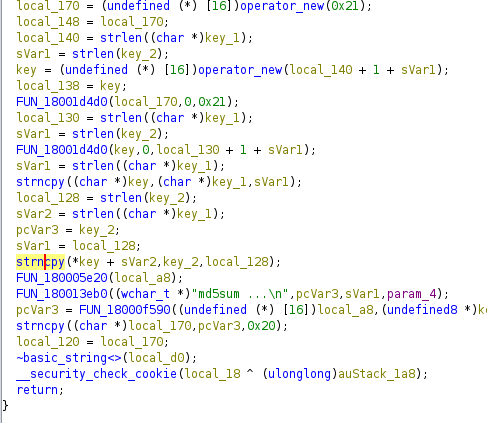 local_170 = (undefined (*) [16])operator_new(0x21);
local_148 = local_170;
local_140 = strlen((char *)key_1);
sVar1 = strlen(key_2);
key = (undefined (*) [16])operator_new(local_140 + 1 + sVar1);
local_138 = key;
FUN_18001d4d0(local_170,0,0x21);
local_130 = strlen((char *)key_1);
sVar1 = strlen(key_2);
FUN_18001d4d0(key,0,local_130 + 1 + sVar1);
sVar1 = strlen((char *)key_1);
strncpy((char *)key,(char *)key_1,sVar1);
local_128 = strlen(key_2);
sVar2 = strlen((char *)key_1);
pcVar3 = key_2;
sVar1 = local_128;
strncpy(*key + sVar2,key_2,local_128);
FUN_180005e20(local_a8);
FUN_180013eb0((wchar_t *)"md5sum ...\n",pcVar3,sVar1,param_4);
pcVar3 = FUN_18000f590((undefined (*) [16])local_a8,(undefined8 *)k
strncpy((char *)local_170,pcVar3,0x20);
local_120 = local_170;
~basic_string<>(local_d0);
__security_check_cookie(local_18 ^ (ulonglong)auStack_1a8);
return;
}